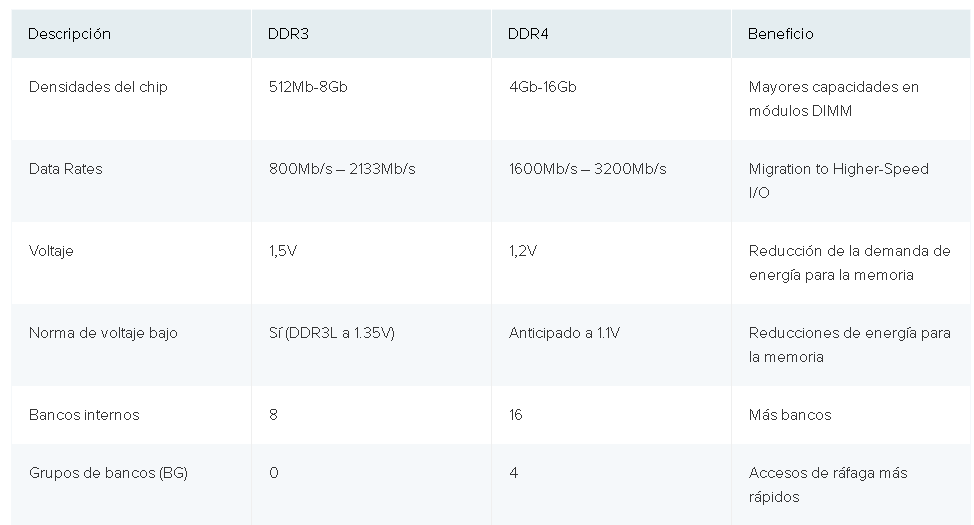 Descripción DDR3 DDR4 Beneficio
Densidades del chip 512Mb-8Gb 4Gb-16Gb Mayores capacidades en
módulos DIMM
Data Rates 800Mb/s – 2133Mb/s 1600Mb/s – 3200Mb/s Migration to Higher-Speed
I/O
Voltaje 1,5V 1,2V Reducción de la demanda de
energía para la memoria
Norma de voltaje bajo Sí (DDR3L a 1.35V) Anticipado a 1.1V Reducciones de energía para
la memoria
Bancos internos 8 16 Más bancos
Grupos de bancos (BG) 0 4 Accesos de ráfaga más
rápidos